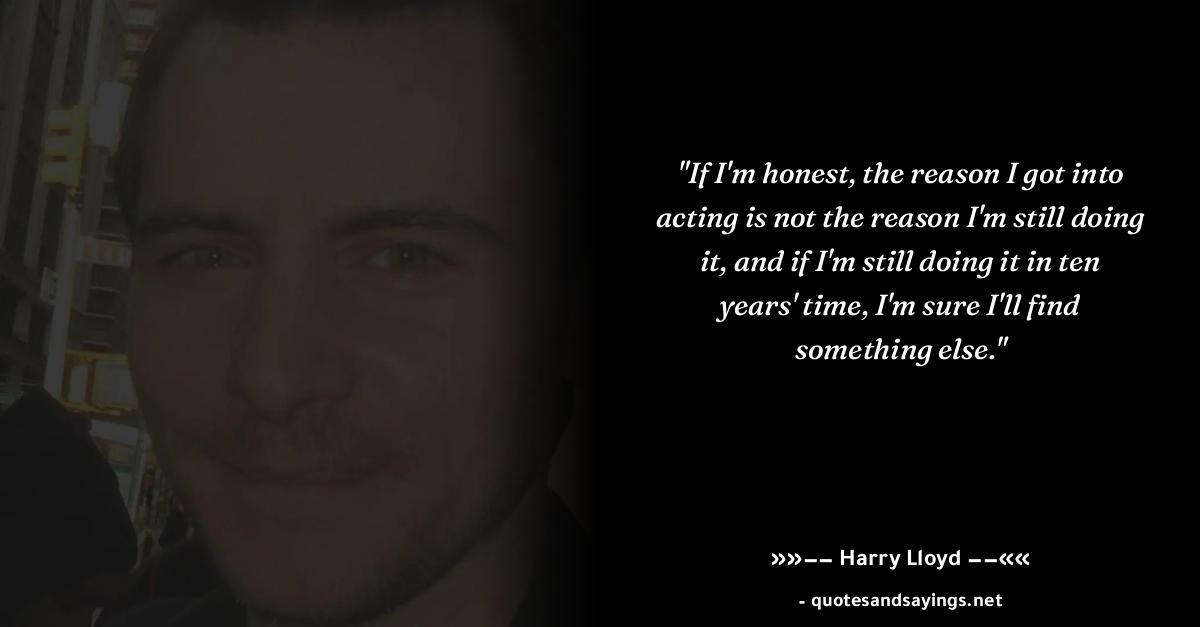 "If I'm honest, the reason I got into
acting is not the reason I'm still doing
it, and if I'm still doing it in ten
years' time, I'm sure I'll find
something else."
»»–– Harry Lloyd ––««
- quotesandsayings.net